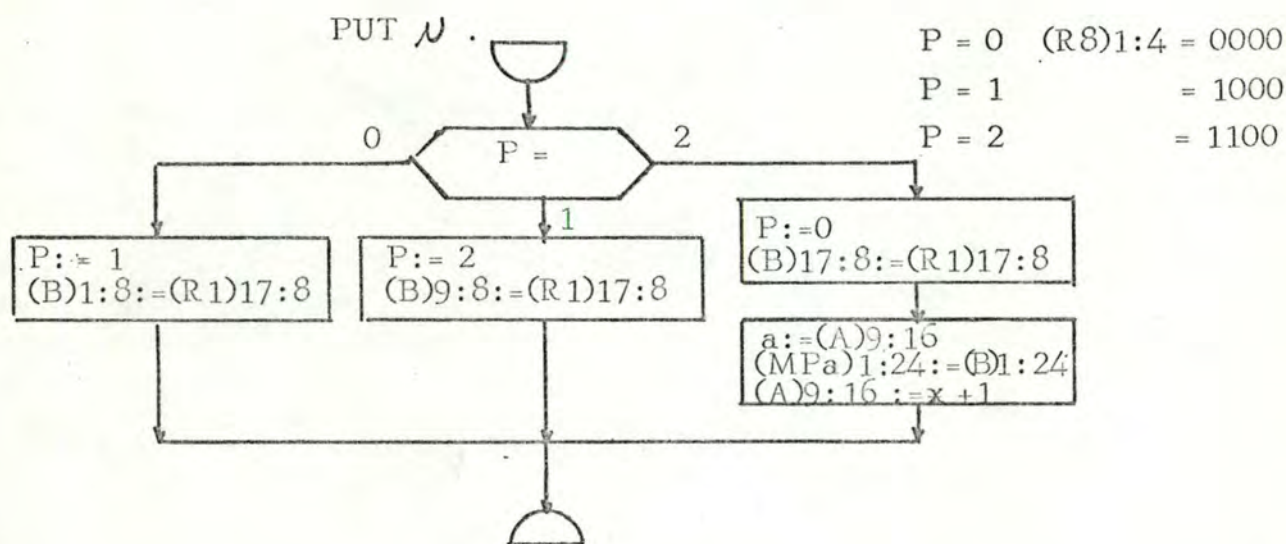 PUT N .
P = 0 (R8)1:4 = 0000
P = 1 = 1000
P = 2 = 1100
0
P =
2
1
P:= 1
(B)1:8:=(R1)17:8
P:= 2
(B)9:8:=(R1)17:8
P:=0
(B)17:8:=(R1)17:8
a:=(A)9:16
(MPa)1:24:=(B)1:24
(A)9:16 :=x +1